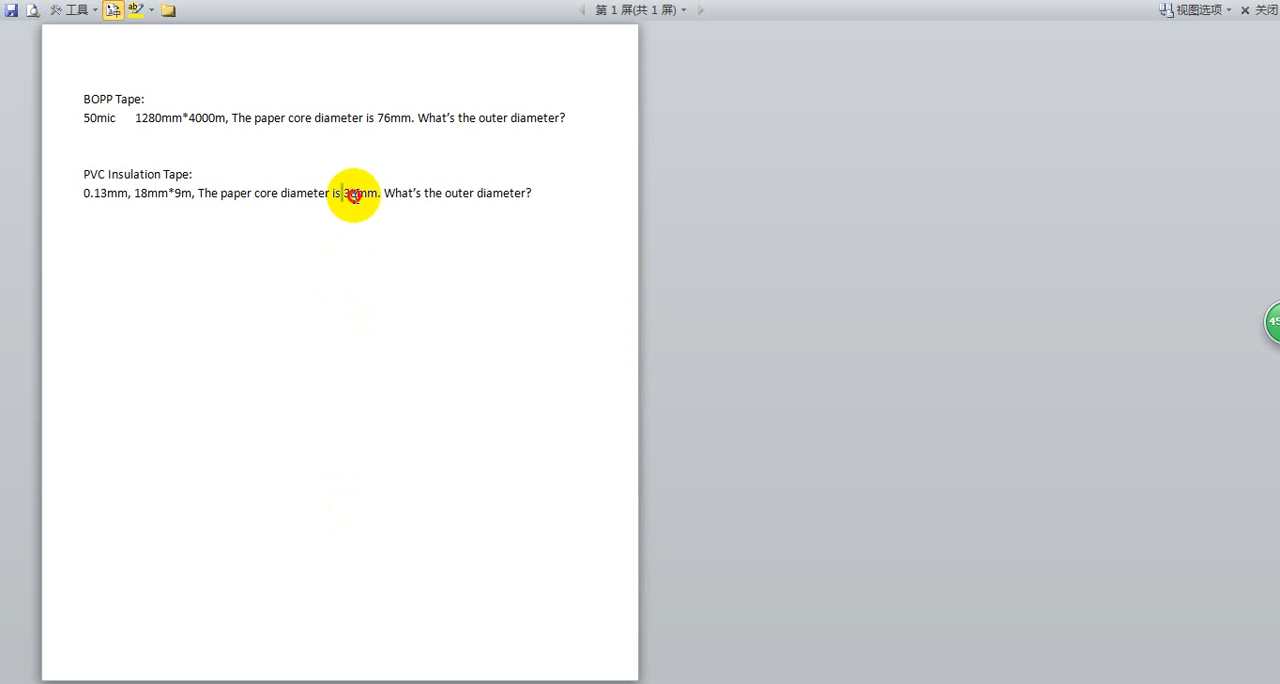 工具 第 1 屏(共 1 屏) 视图选项 关闭
BOPP Tape:
50mic 1280mm*4000m, The paper core diameter is 76mm. What's the outer diameter?
PVC Insulation Tape:
0.13mm, 18mm*9m, The paper core diameter is mm. What's the outer diameter?
45